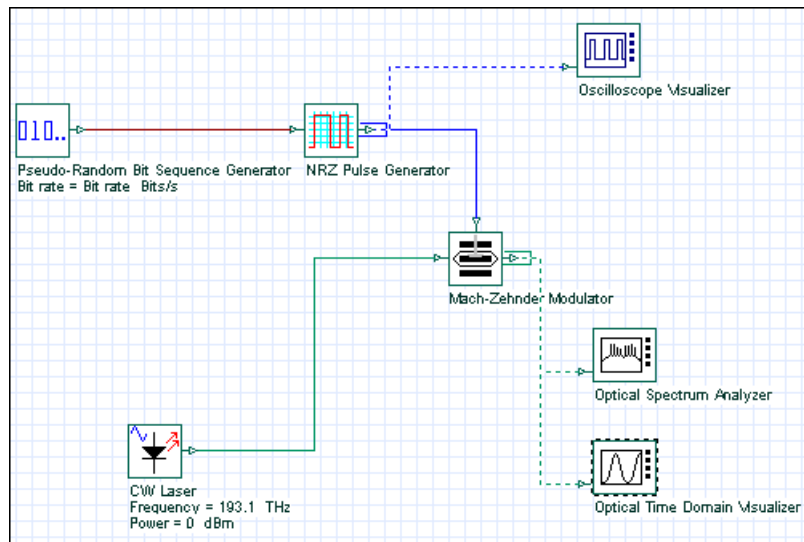 Oscilloscope Visualizer
010..
Pseudo-Random Bit Sequence Generator
Bit rate = Bit rate Bits/s
NRZ Pulse Generator
Mach-Zehnder Modulator
Optical Spectrum Analyzer
CW Laser
Frequency = 193.1 THz
Power = 0 dBm
Optical Time Domain Visualizer